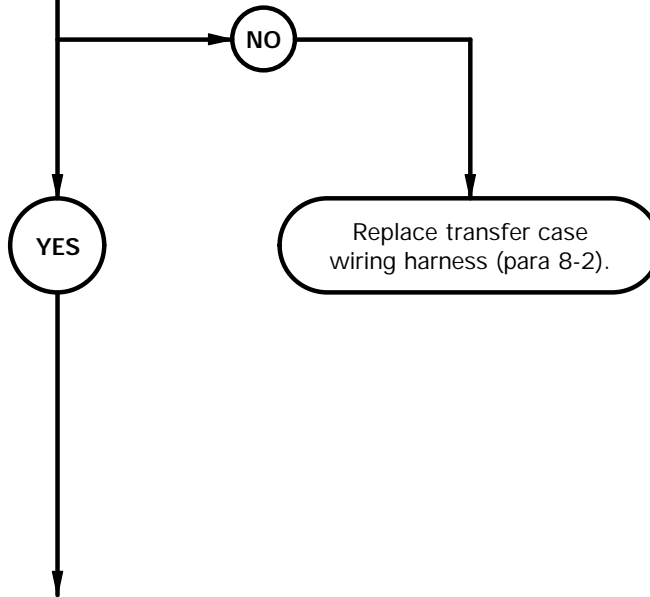 NO
YES
Replace transfer case
wiring harness (para 8-2).